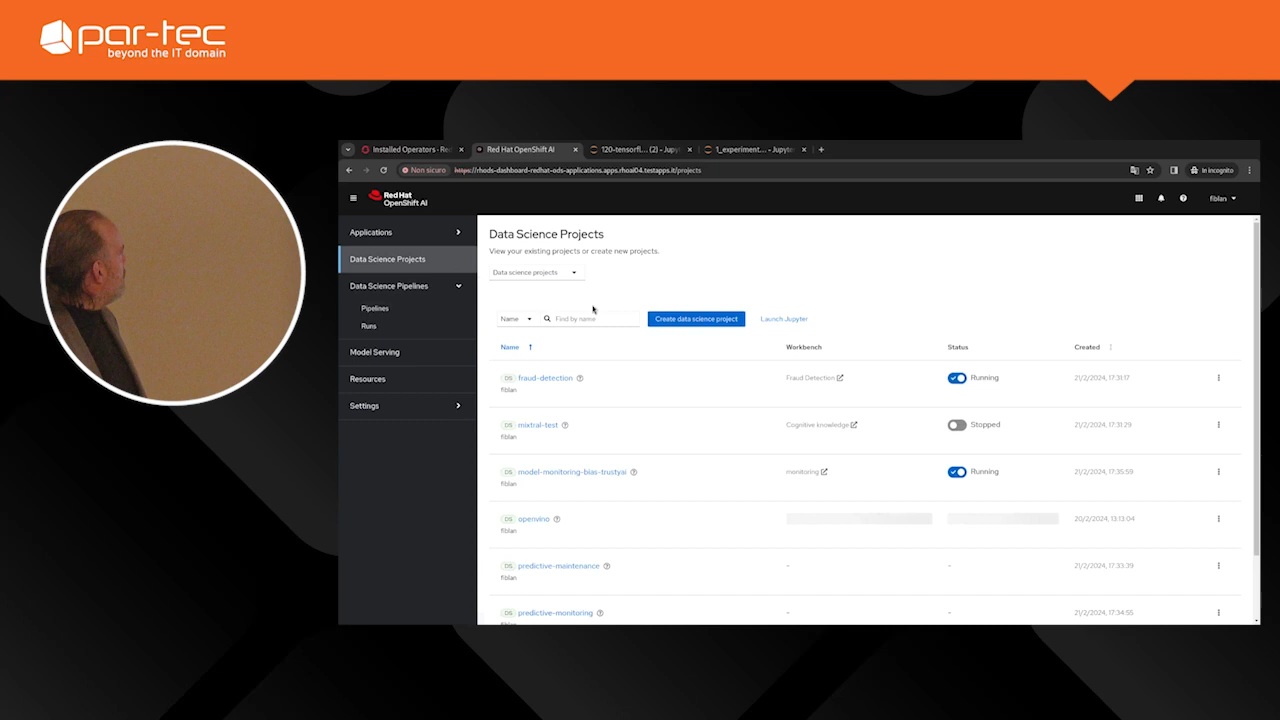 par-tec
beyond the IT domain
Installed Operators · Re
Red Hat OpenShift AI
120-tensorfl... (2) - Jupyt
1_experiment... - Jupyte
Non sicuro
https://rhods-dashboard-redhat-ods-applications.apps.rhoai04.testapps.it/projects
In incognito
Red Hat
OpenShift AI
fiblan
Applications
Data Science Projects
Data Science Pipelines
Pipelines
Runs
Model Serving
Resources
Settings
Data Science Projects
View your existing projects or create new projects.
Data science projects
Name
Find by name
Create data science project
Launch Jupyter
Name Workbench Status Created
DS fraud-detection Fraud Detection Running 21/2/2024, 17:31:17
fiblan
DS mixtral-test Cognitive knowledge Stopped 21/2/2024, 17:31:29
fiblan
DS model-monitoring-bias-trustyai monitoring Running 21/2/2024, 17:35:59
fiblan
DS openvino 20/2/2024, 13:13:04
fiblan
DS predictive-maintenance - - 21/2/2024, 17:33:39
fiblan
DS predictive-monitoring - - 21/2/2024, 17:34:55